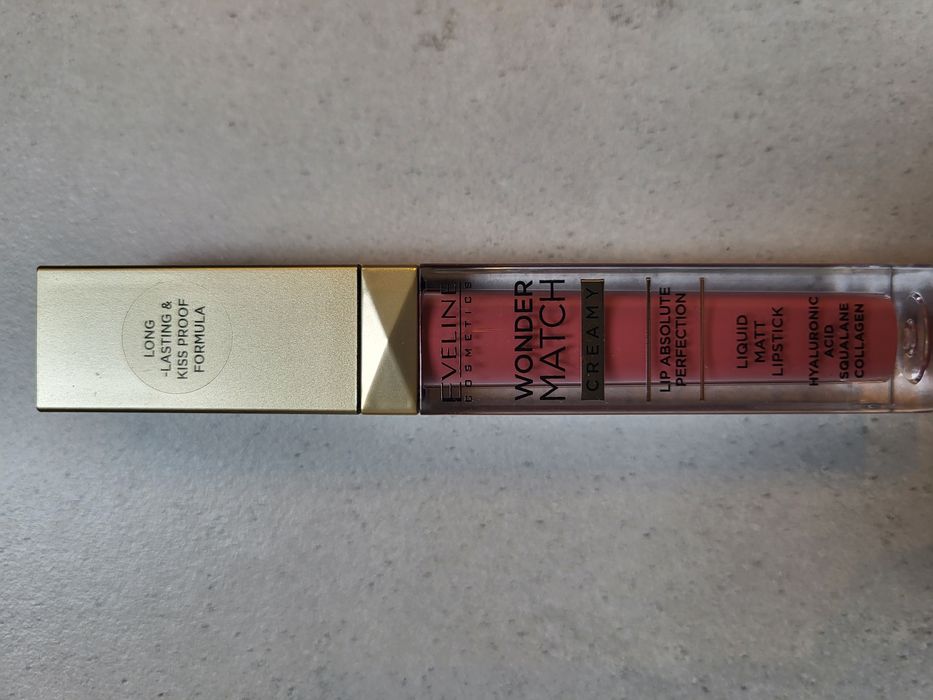 LONG
-LASTING &
KISS PROOF
FORMULA
EVELINE
COSMETICS
WONDER
MATCH
CREAMY
LIP ABSOLUTE
PERFECTION
LIQUID
MATT
LIPSTICK
HYALURONIC
ACID
SQUALANE
COLLAGEN